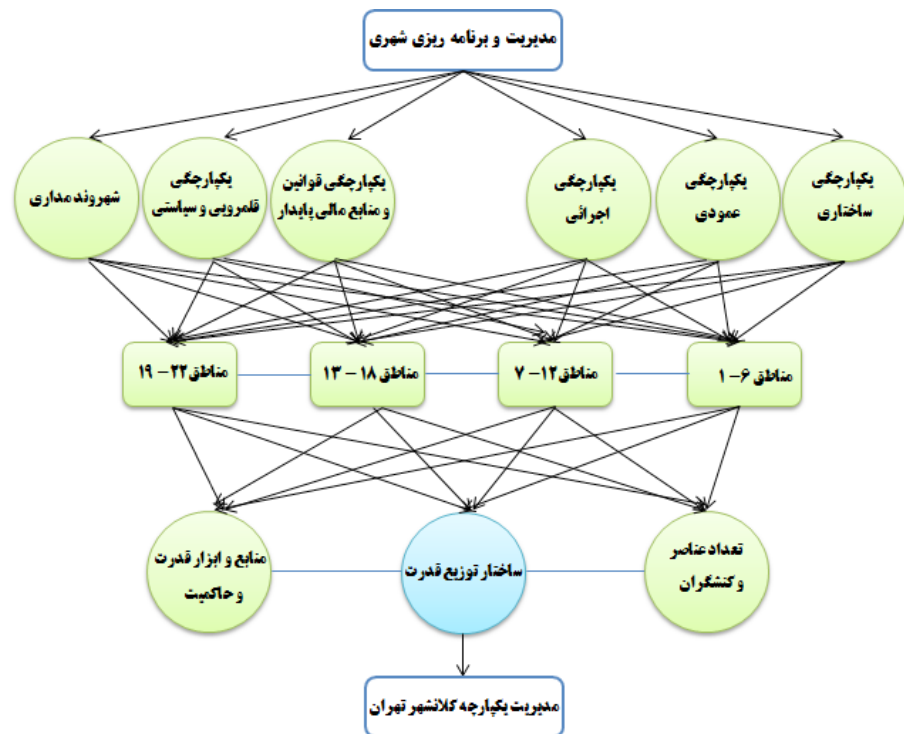 مدیریت و برنامه ریزی شهری
یکپارچگی
ساختاری
یکپارچگی
عمودی
یکپارچگی
اجرائی
یکپارچگی قوانین
و منابع مالی پایدار
یکپارچگی
قلمرویی و سیاستی
شهروند مداری
مناطق ۶ - ۱
مناطق ۱۲ - ۷
مناطق ۱۸ - ۱۳
مناطق ۲۲ - ۱۹
تعداد عناصر
و کنشگران
ساختار توزیع قدرت
منابع و ابزار قدرت
و حاکمیت
مدیریت یکپارچه کلانشهر تهران